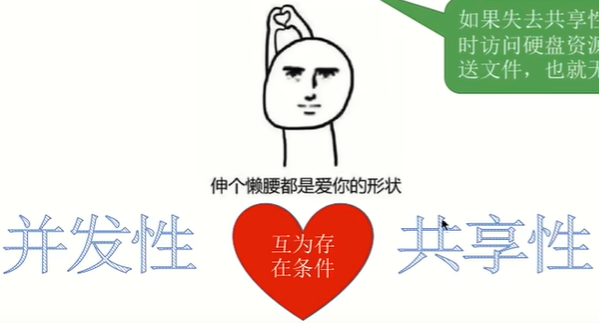 如果失去共享性
时访问硬盘资源
送文件，也就无
伸个懒腰都是爱你的形状
并发性
互为存
在条件
共享性